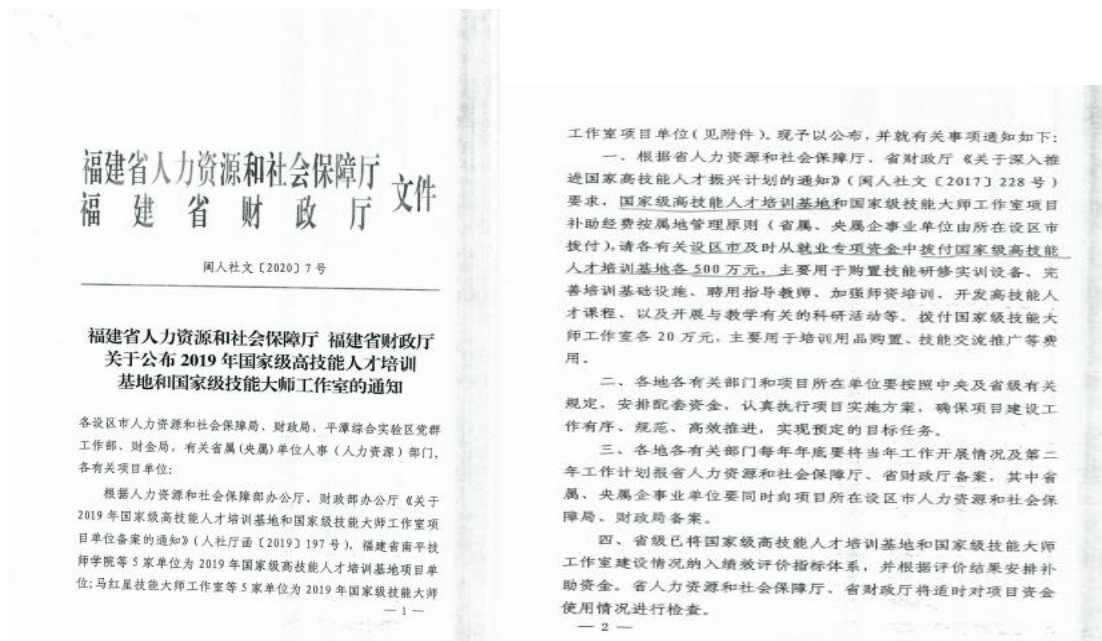 福建省人力资源和社会保障厅
福建省财政厅
文件
闽人社文〔2020〕7号
福建省人力资源和社会保障厅 福建省财政厅
关于公布2019年国家级高技能人才培训
基地和国家级技能大师工作室的通知
各设区市人力资源和社会保障局、财政局，平潭综合实验区党群
工作部、财金局，有关省属(央属)单位人事（人力资源）部门，
各有关项目单位：
根据人力资源和社会保障部办公厅、财政部办公厅《关于
2019年国家级高技能人才培训基地和国家级技能大师工作室项
目单位备案的通知》（人社厅函〔2019〕197号），福建省南平技
师学院等5家单位为2019年国家级高技能人才培训基地项目单
位；马红星技能大师工作室等5家单位为2019年国家级技能大师
—1—
工作室项目单位（见附件）。现予以公布，并就有关事项通知如下：
一、根据省人力资源和社会保障厅、省财政厅《关于深入推
进国家高技能人才振兴计划的通知》（闽人社文〔2017〕228号）
要求，国家级高技能人才培训基地和国家级技能大师工作室项目
补助经费按属地管理原则（省属、央属企事业单位由所在设区市
拨付），请各有关设区市及时从就业专项资金中拨付国家级高技能
人才培训基地各500万元，主要用于购置技能研修实训设备、完
善培训基础设施、聘用指导教师、加强师资培训、开发高技能人
才课程、以及开展与教学有关的科研活动等。拨付国家级技能大
师工作室各20万元，主要用于培训用品购置、技能交流推广等费
用。
二、各地各有关部门和项目所在单位要按照中央及省级有关
规定，安排配套资金，认真执行项目实施方案，确保项目建设工
作有序、规范、高效推进，实现预定的目标任务。
三、各地各有关部门每年年底要将当年工作开展情况及第二
年工作计划报省人力资源和社会保障厅、省财政厅备案，其中省
属、央属企事业单位要同时向项目所在设区市人力资源和社会保
障局、财政局备案。
四、省级已将国家级高技能人才培训基地和国家级技能大师
工作室建设情况纳入绩效评价指标体系，并根据评价结果安排补
助资金。省人力资源和社会保障厅、省财政厅将适时对项目资金
使用情况进行检查。
—2—